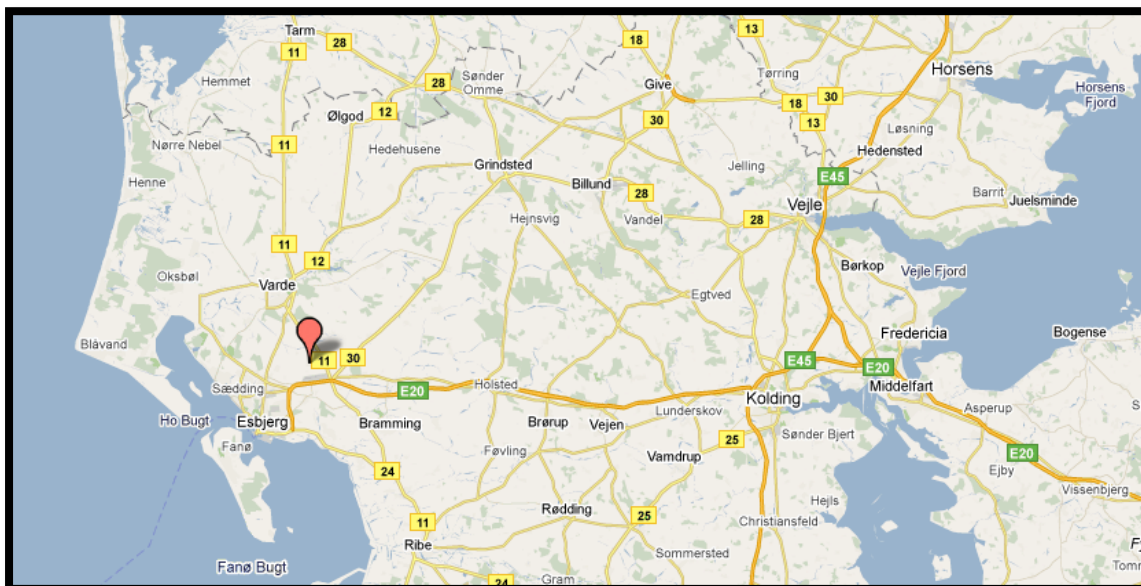 Tarm
13
18
11
28
Hemmet
Sønder
Omme
28
Give
Tørring
Horsens
18
30
Horsens
Fjord
12
Ølgod
30
13
Løsning
11
Nørre Nebel
Hedehusene
Hedensted
Grindsted
Jelling
E45
Henne
Billund
28
Barrit
Juelsminde
Vejle
Hejnsvig
Vandel
28
11
12
Børkop
Vejle Fjord
Oksbøl
Varde
Egtved
Fredericia
Bogense
Blåvand
11
30
E45
E20
Sædding
E20
Holsted
Middelfart
Kolding
Lunderskov
Asperup
Ho Bugt
Esbjerg
Bramming
Brørup
Vejen
Sønder Bjert
25
Fanø
Føvling
Vamdrup
E20
24
Ejby
Vissenbjerg
Hejls
Rødding
25
11
Christiansfeld
Ribe
Sommersted
Fanø Bugt
24
Gram